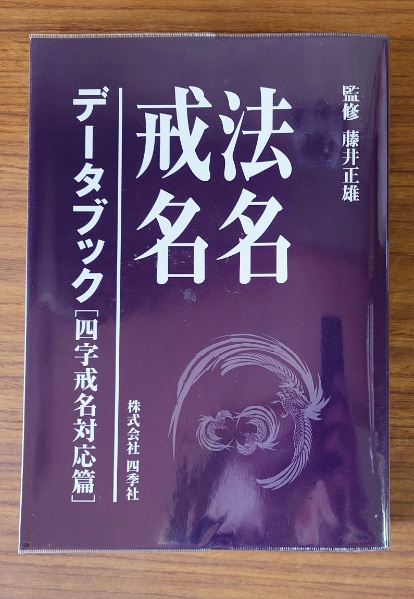 監修 藤井正雄
法名
戒名
データブック[四字戒名対応篇]
株式会社 四季社